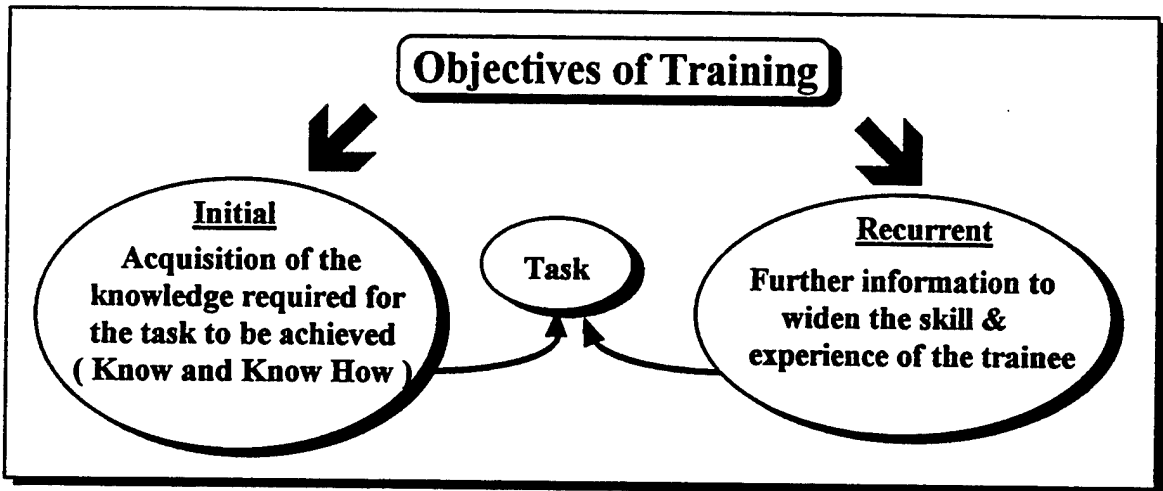 Objectives of Training
Initial
Acquisition of the
knowledge required for
the task to be achieved
( Know and Know How )
Task
Recurrent
Further information to
widen the skill &
experience of the trainee